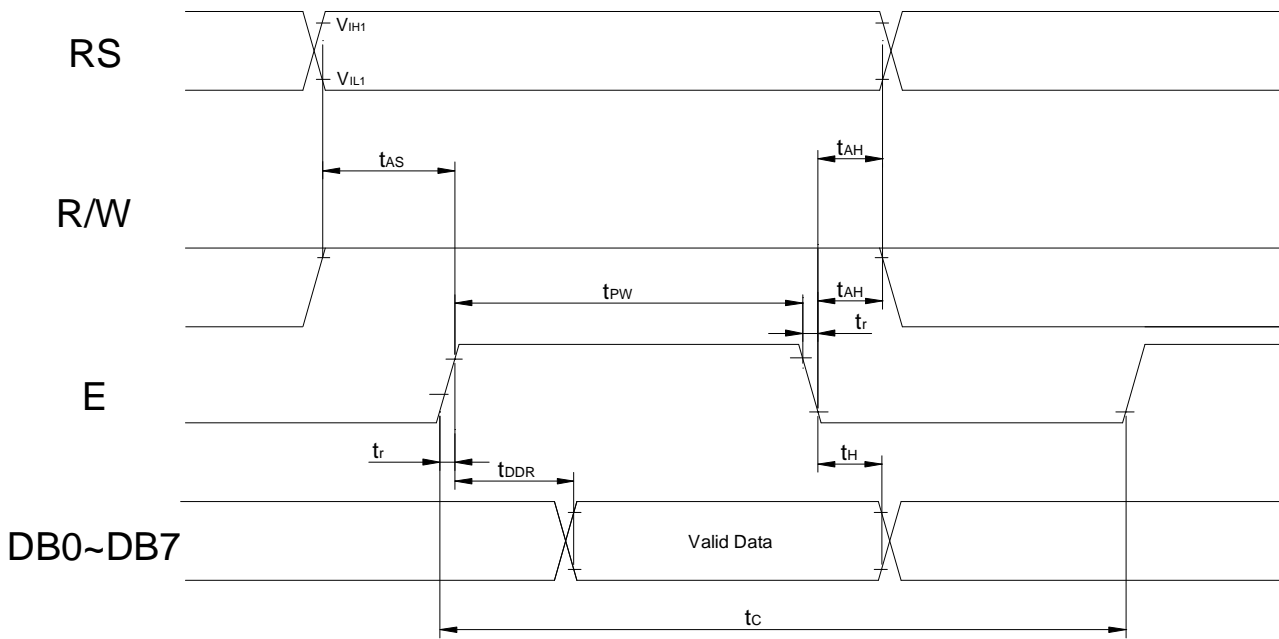 RS
VIH1
VIL1
tAS
tAH
R/W
tPW
tAH
tr
E
tr
tDDR
tH
DB0~DB7
Valid Data
tC